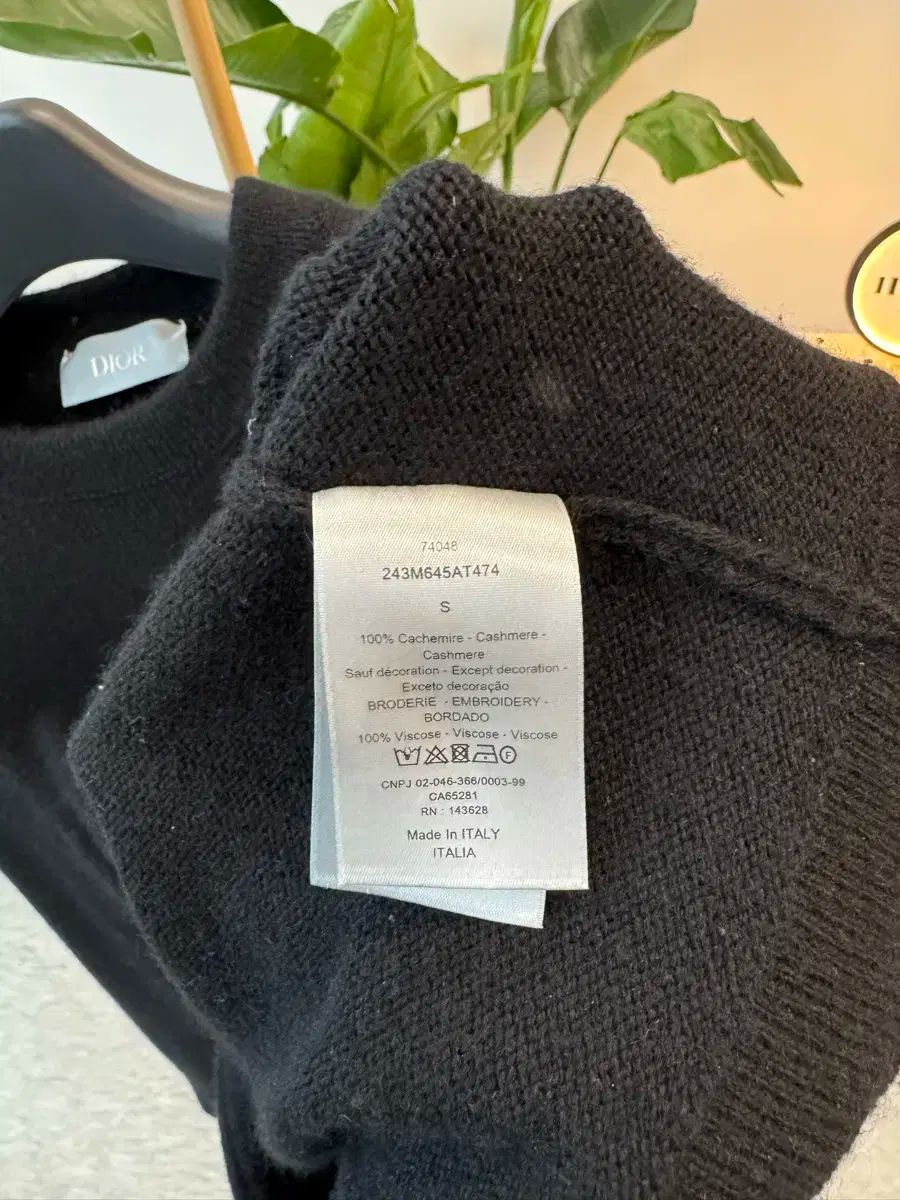 DIOR
74048
243M645AT474
S
100% Cachemire - Cashmere -
Cashmere
Sauf décoration - Except decoration -
Exceto decoração
BRODERIE - EMBROIDERY -
BORDADO
100% Viscose - Viscose - Viscose
CNPJ 02-046-366/0003-99
CA65281
RN : 143628
Made In ITALY
ITALIA